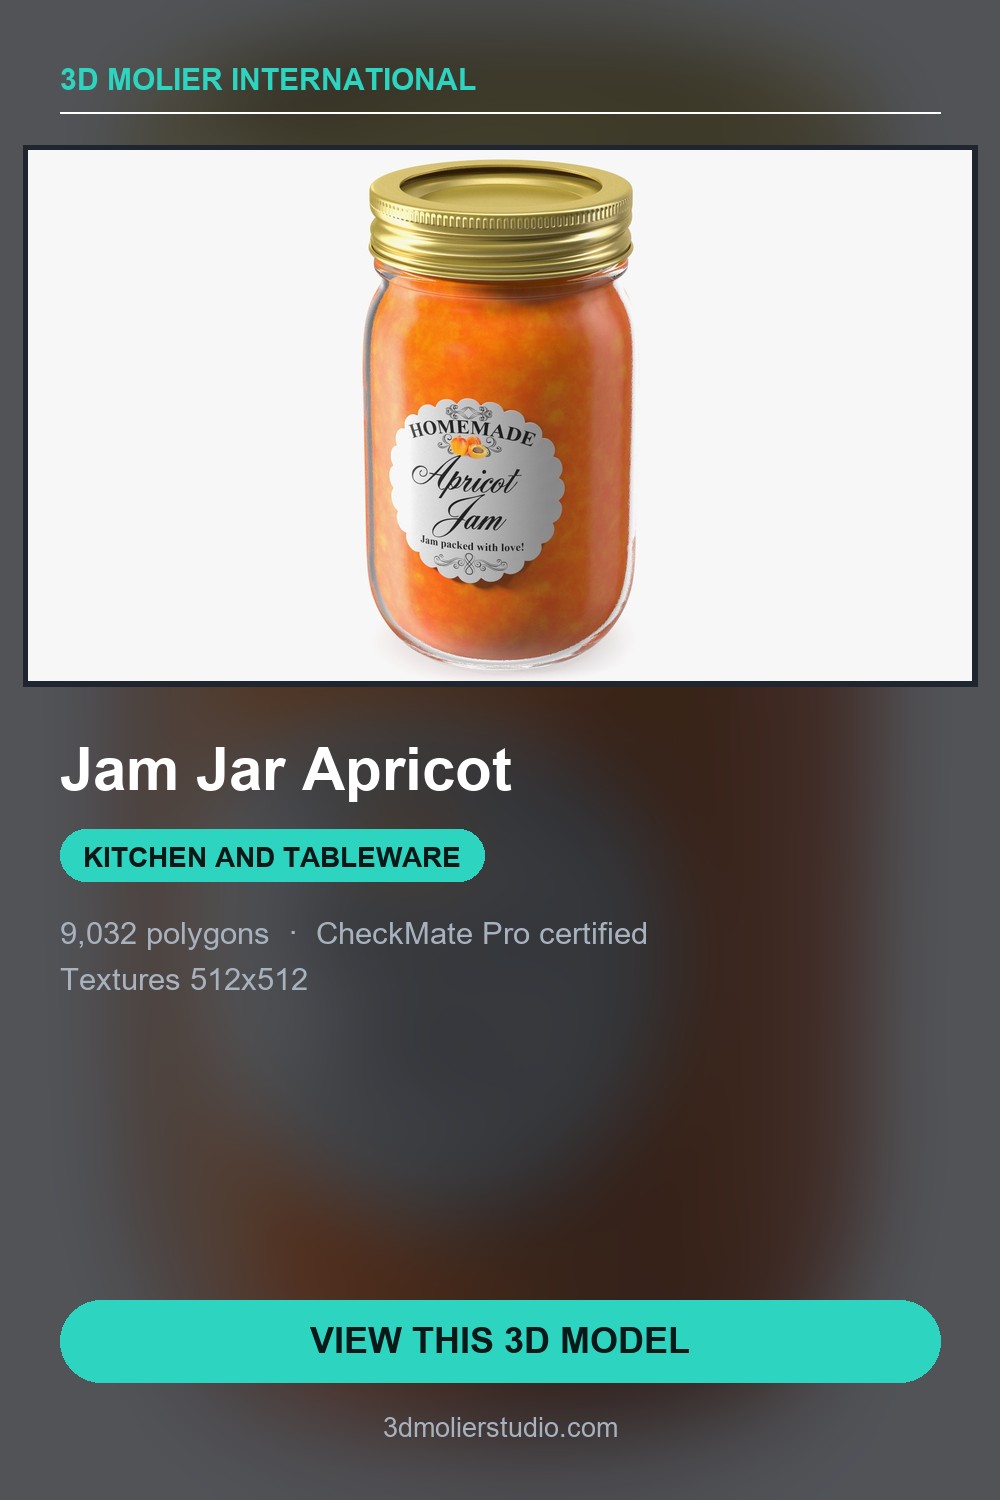 3D MOLIER INTERNATIONAL
HOMEMADE
Apricot
Jam
Jam packed with love!
Jam Jar Apricot
KITCHEN AND TABLEWARE
9,032 polygons · CheckMate Pro certified
Textures 512x512
VIEW THIS 3D MODEL
3dmolierstudio.com